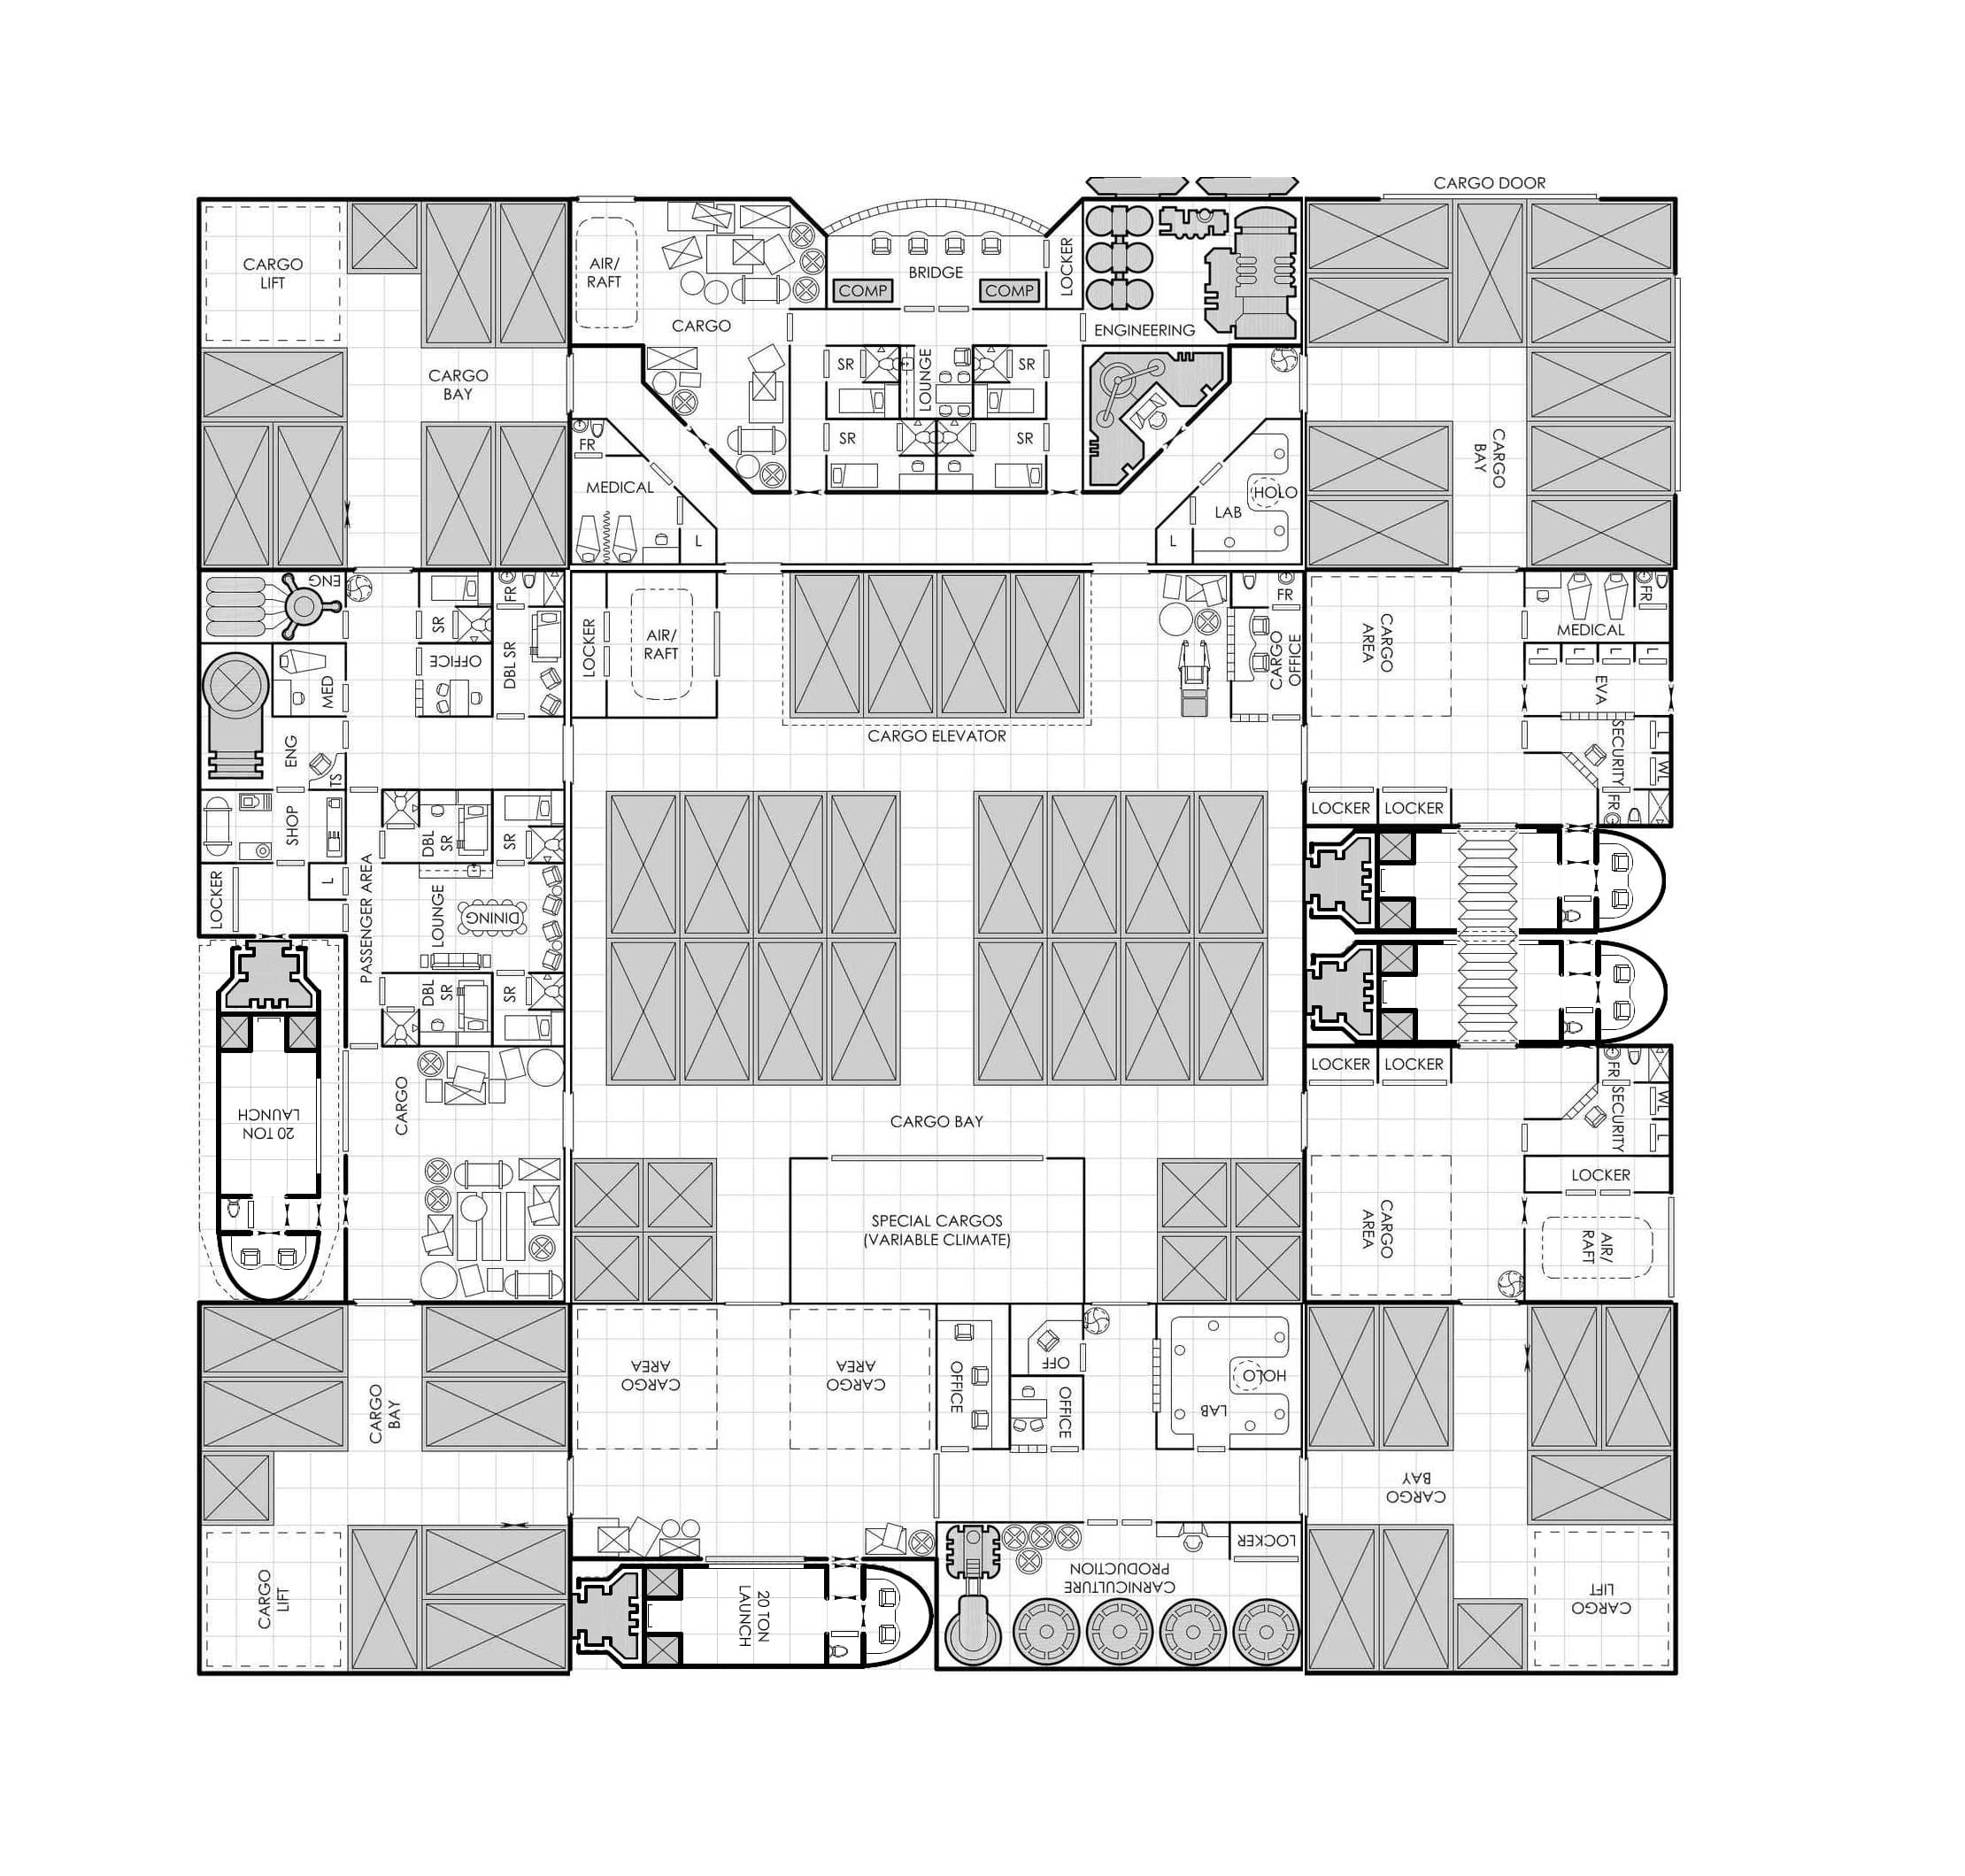 CARGO DOOR
CARGO
LIFT
AIR/
RAFT
BRIDGE
LOCKER
COMP
COMP
CARGO
ENGINEERING
CARGO
BAY
SR
LOUNGE
SR
FR
SR
SR
CARGO
BAY
MEDICAL
HOLO
LAB
L
L
ENG
SR
FR
DBL SR
OFFICE
MED
LOCKER
AIR/
RAFT
FR
CARGO
OFFICE
CARGO
AREA
FR
MEDICAL
L
L
L
L
EVA
ENG
TS
CARGO ELEVATOR
SECURITY
L
WL
SHOP
DBL
SR
SR
LOCKER
LOCKER
FR
LOCKER
L
PASSENGER AREA
LOUNGE
DINING
DBL
SR
SR
20 TON
LAUNCH
CARGO
CARGO BAY
LOCKER
LOCKER
FR
SECURITY
WL
L
LOCKER
SPECIAL CARGOS
(VARIABLE CLIMATE)
CARGO
AREA
AIR/
RAFT
CARGO
BAY
CARGO
AREA
CARGO
AREA
OFFICE
OFF
OFFICE
HOLO
LAB
CARGO
BAY
CARGO
LIFT
20 TON
LAUNCH
CARNICULTURE
PRODUCTION
LOCKER
CARGO
LIFT